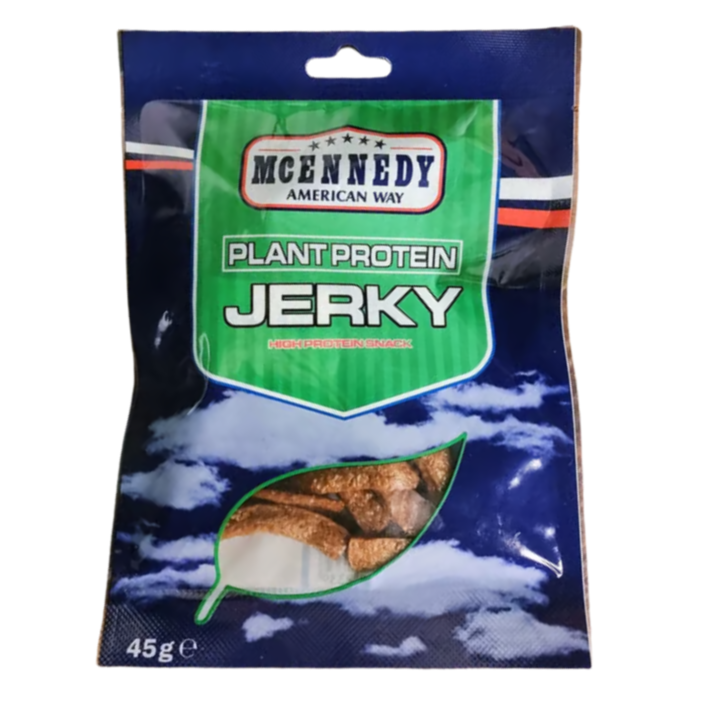 MCENNEDY
AMERICAN WAY
PLANT PROTEIN
JERKY
HIGH PROTEIN SNACK
45g ℮